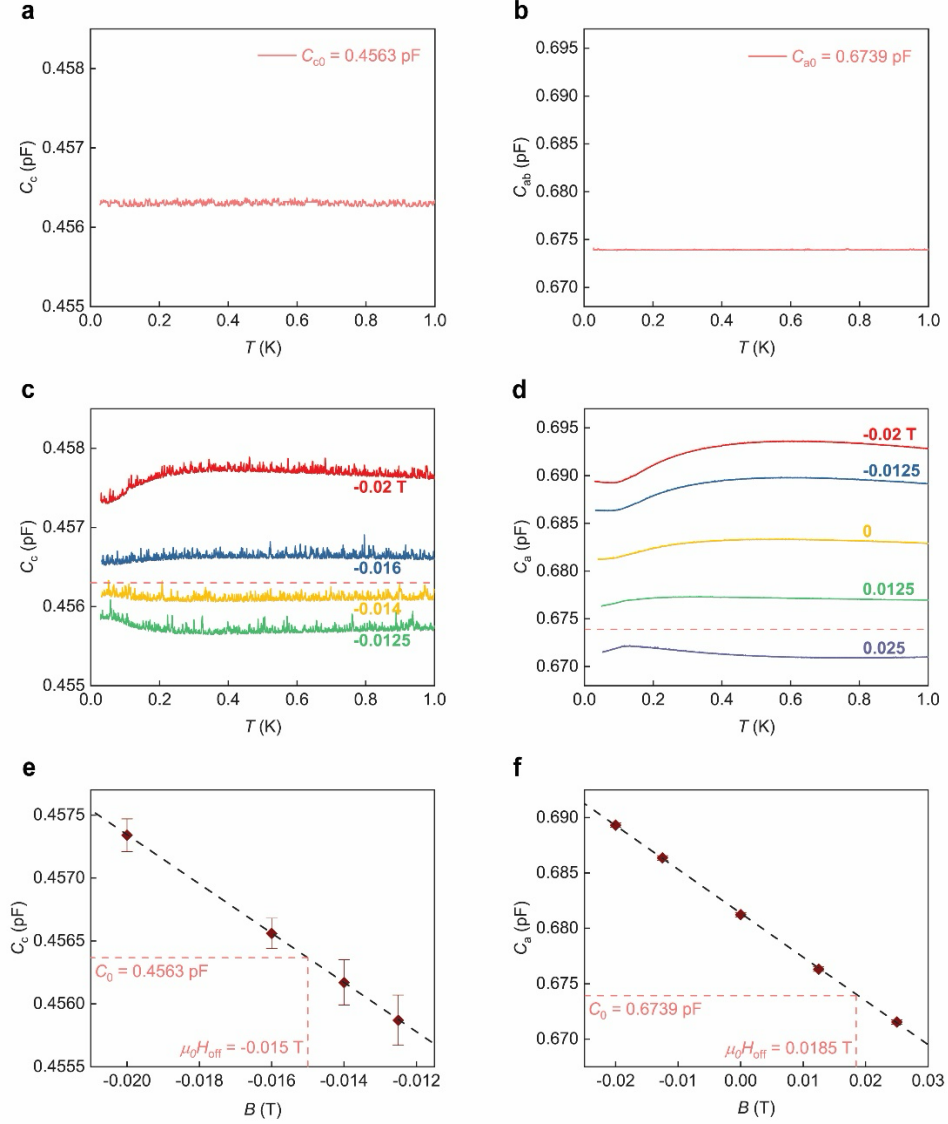 a
C_c0 = 0.4563 pF
0.458
0.457
0.456
0.455
C_c (pF)
0.0 0.2 0.4 0.6 0.8 1.0
T (K)
b
C_a0 = 0.6739 pF
0.695
0.690
0.685
0.680
0.675
0.670
C_ab (pF)
0.0 0.2 0.4 0.6 0.8 1.0
T (K)
c
0.458
0.457
0.456
0.455
C_c (pF)
-0.02 T
-0.016
-0.014
-0.0125
0.0 0.2 0.4 0.6 0.8 1.0
T (K)
d
0.695
0.690
0.685
0.680
0.675
0.670
C_a (pF)
-0.02 T
-0.0125
0
0.0125
0.025
0.0 0.2 0.4 0.6 0.8 1.0
T (K)
e
0.4575
0.4570
0.4565
0.4560
0.4555
C_c (pF)
C_0 = 0.4563 pF
μ_0H_off = -0.015 T
-0.020 -0.018 -0.016 -0.014 -0.012
B (T)
f
0.690
0.685
0.680
0.675
0.670
C_a (pF)
C_0 = 0.6739 pF
μ_0H_off = 0.0185 T
-0.02 -0.01 0.00 0.01 0.02 0.03
B (T)